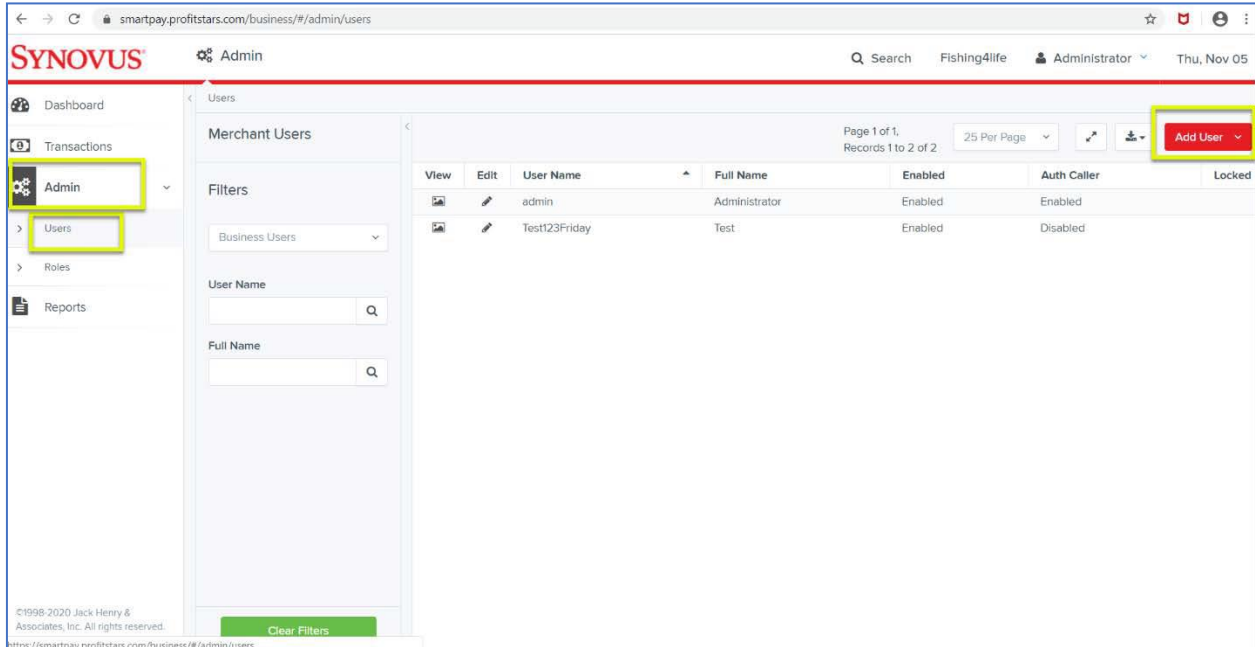 smartpay.profitstars.com/business/#/admin/users
SYNOVUS Admin Search Fishing4life Administrator Thu, Nov 05
Dashboard
Transactions
Admin
Users
Roles
Reports
©1998-2020 Jack Henry &
Associates, Inc. All rights reserved.
Users
Merchant Users
Filters
Business Users
User Name
Full Name
Clear Filters
Page 1 of 1,
Records 1 to 2 of 2
25 Per Page
Add User
View Edit User Name Full Name Enabled Auth Caller Locked
admin Administrator Enabled Enabled
Test123Friday Test Enabled Disabled
https://smartpay.profitstars.com/business/#/admin/users